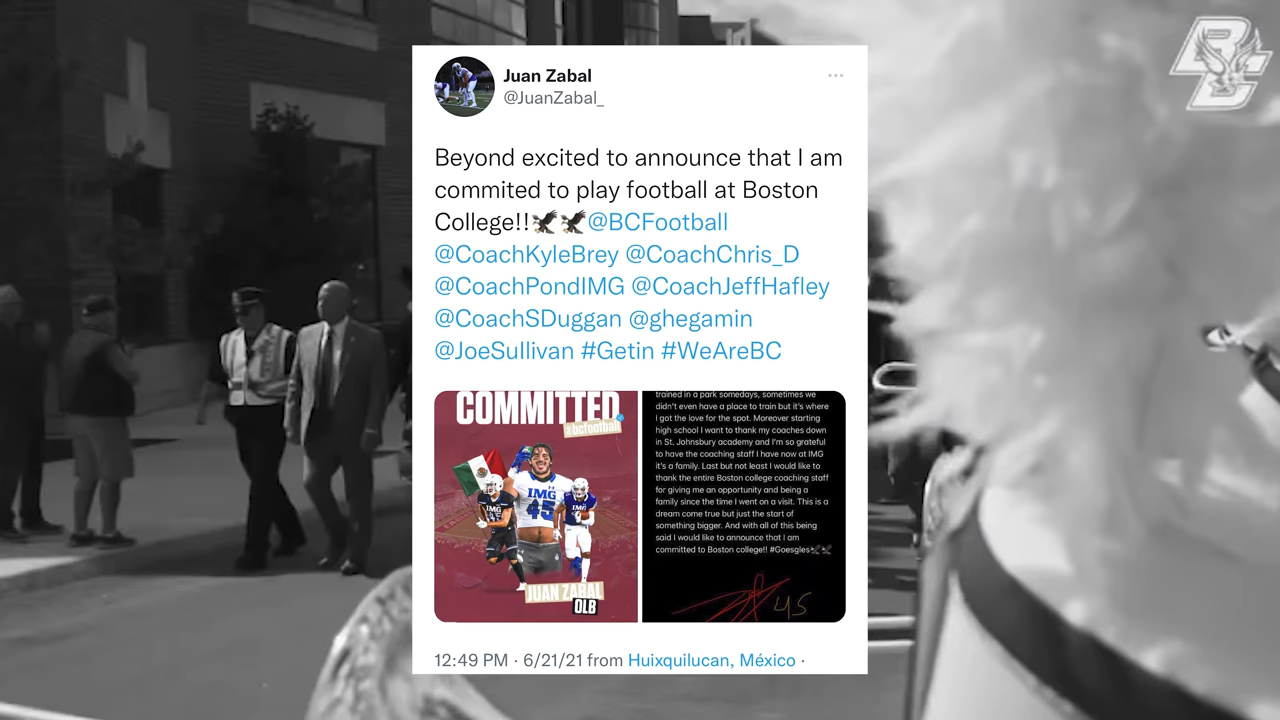 Juan Zabal
@JuanZabal_
Beyond excited to announce that I am
commited to play football at Boston
College!!🦅🦅@BCFootball
@CoachKyleBrey @CoachChris_D
@CoachPondIMG @CoachJeffHafley
@CoachSDuggan @ghegamin
@JoeSullivan #Getin #WeAreBC
COMMITTED
@bcfootball
IMG
45
IMG
IMG
JUAN ZABAL
OLB
trained in a park somedays, sometimes we
didn't even have a place to train but it's where
I got the love for the spot. Moreover starting
high school I want to thank my coaches down
in St. Johnsbury academy and I'm so grateful
to have the coaching staff I have now at IMG
it's a family. Last but not least I would like to
thank the entire Boston college coaching staff
for giving me an opportunity and being a
family since the time I went on a visit. This is a
dream come true but just the start of
something bigger. And with all of this being
said I would like to announce that I am
committed to Boston college!! #Goesgles🦅🦅
45
12:49 PM · 6/21/21 from Huixquilucan, México ·
BC